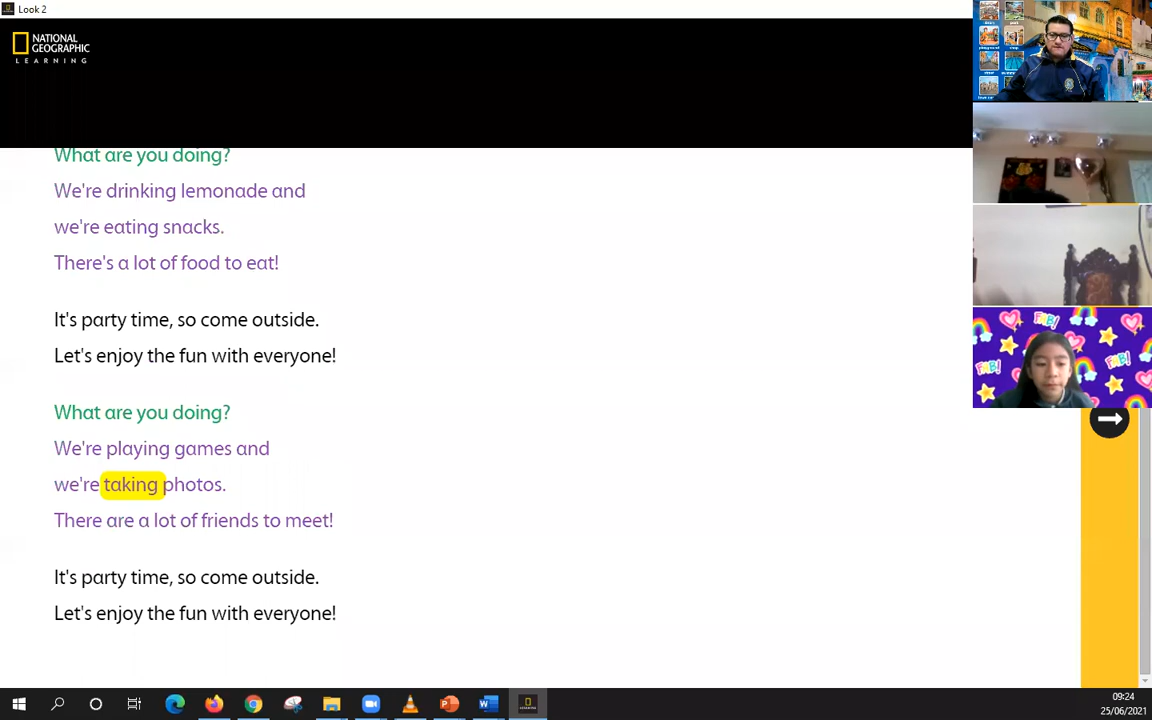 Look 2
NATIONAL
GEOGRAPHIC
LEARNING
What are you doing?
We're drinking lemonade and
we're eating snacks.
There's a lot of food to eat!
It's party time, so come outside.
Let's enjoy the fun with everyone!
What are you doing?
We're playing games and
we're taking photos.
There are a lot of friends to meet!
It's party time, so come outside.
Let's enjoy the fun with everyone!
FAB!
FAB!
FAB!
09:24
25/06/2021